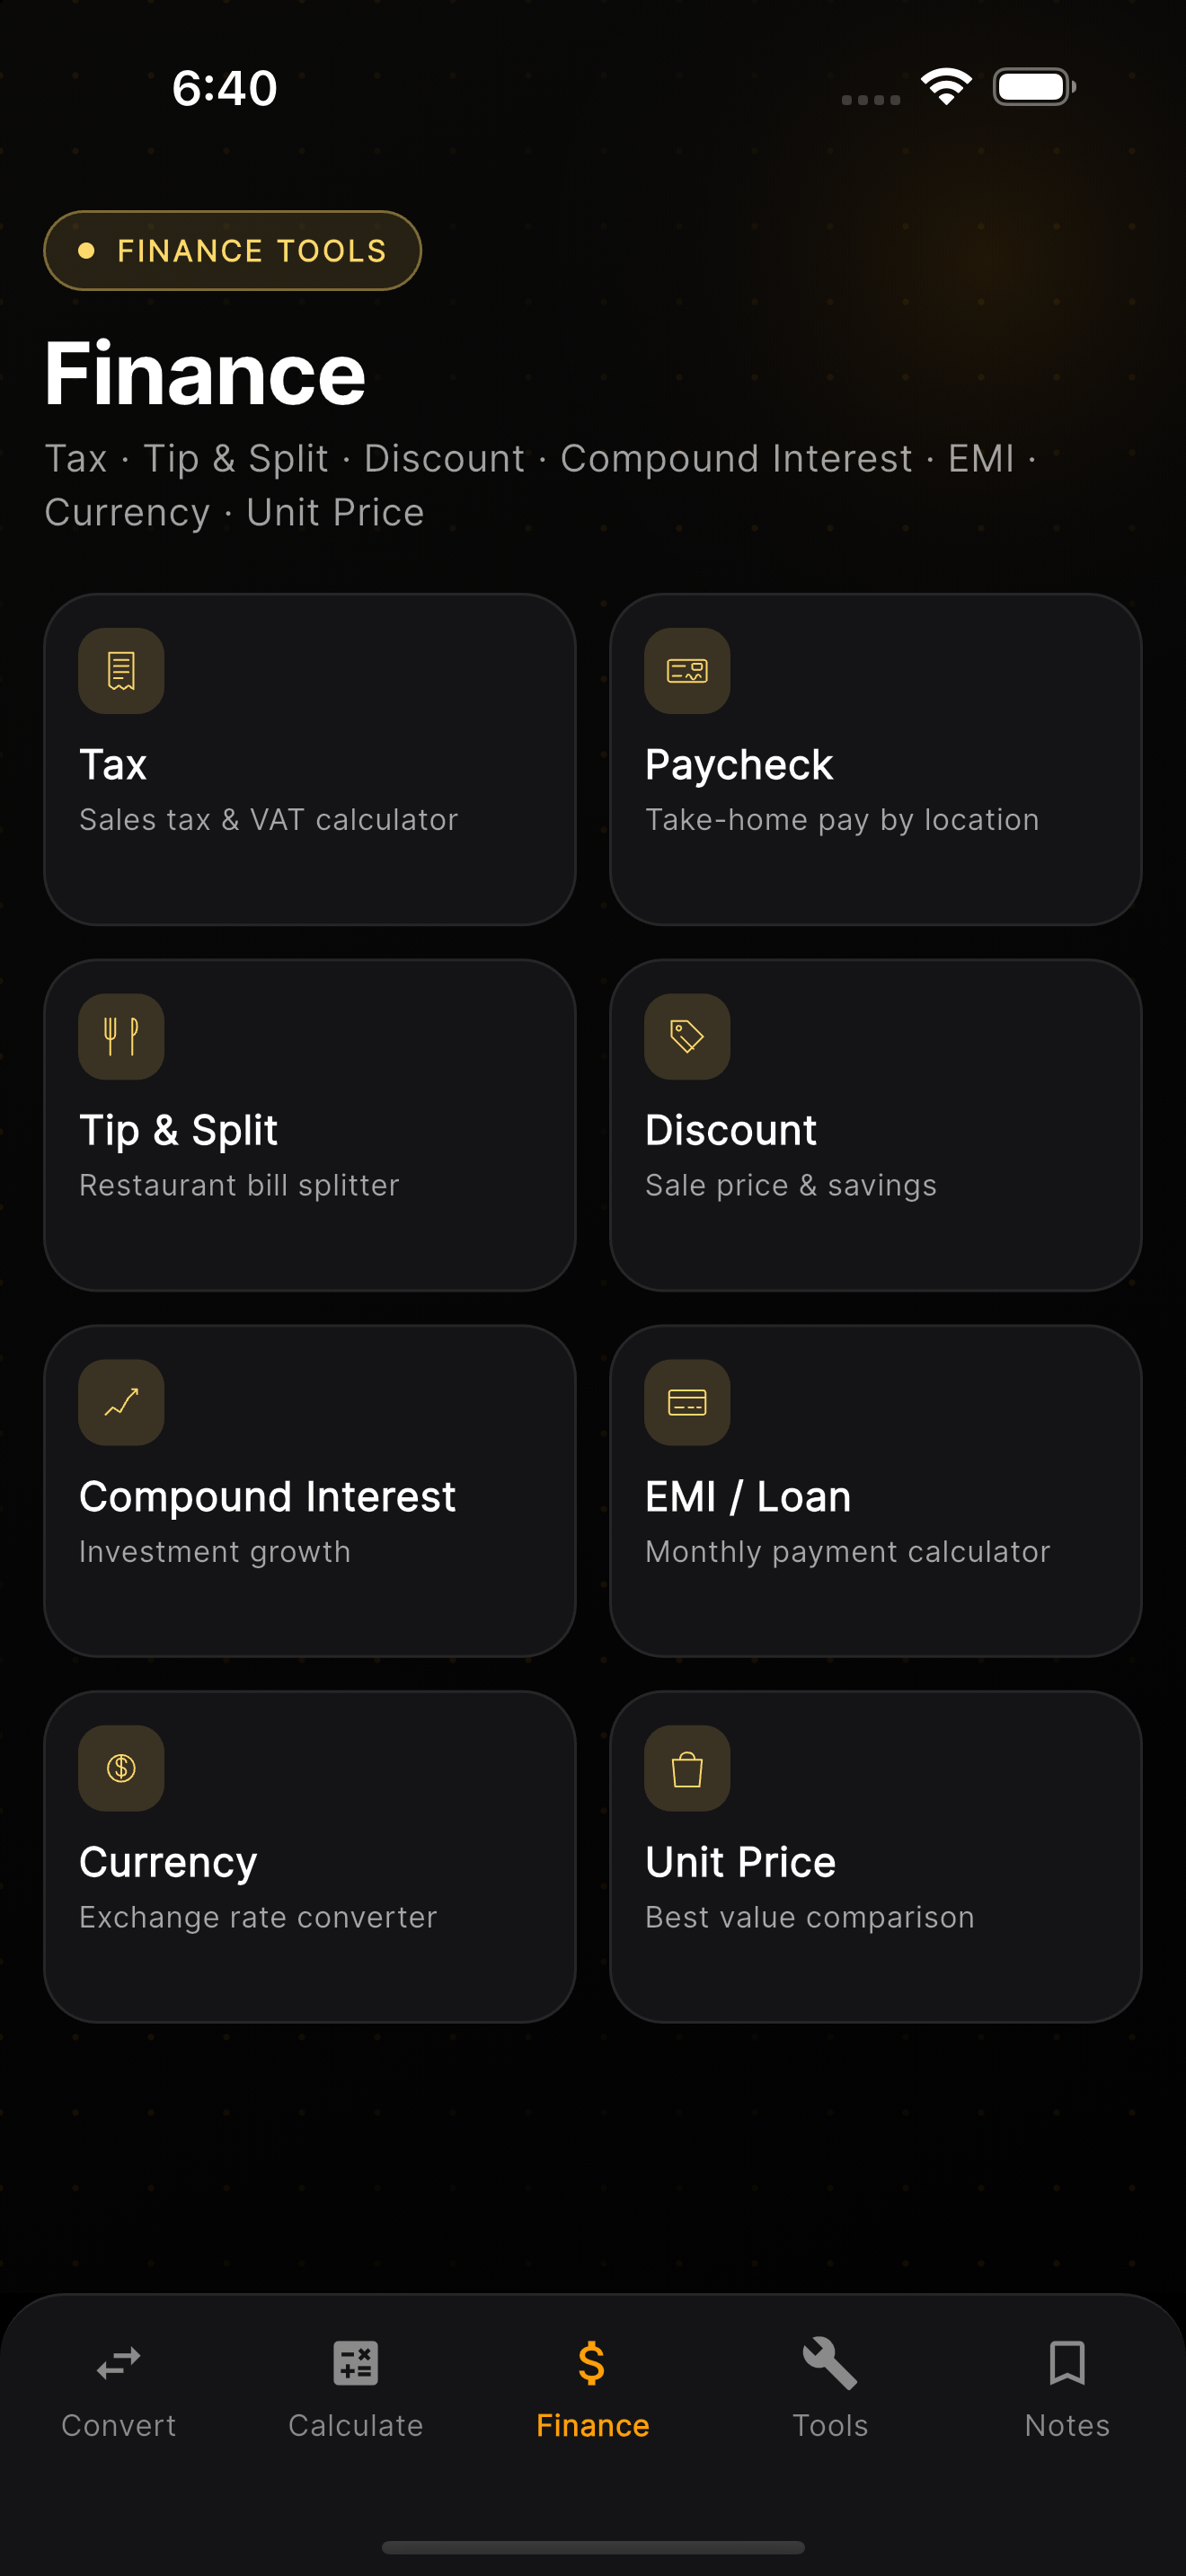 6:40
FINANCE TOOLS
Finance
Tax · Tip & Split · Discount · Compound Interest · EMI ·
Currency · Unit Price
Tax
Sales tax & VAT calculator
Paycheck
Take-home pay by location
Tip & Split
Restaurant bill splitter
Discount
Sale price & savings
Compound Interest
Investment growth
EMI / Loan
Monthly payment calculator
Currency
Exchange rate converter
Unit Price
Best value comparison
Convert
Calculate
Finance
Tools
Notes